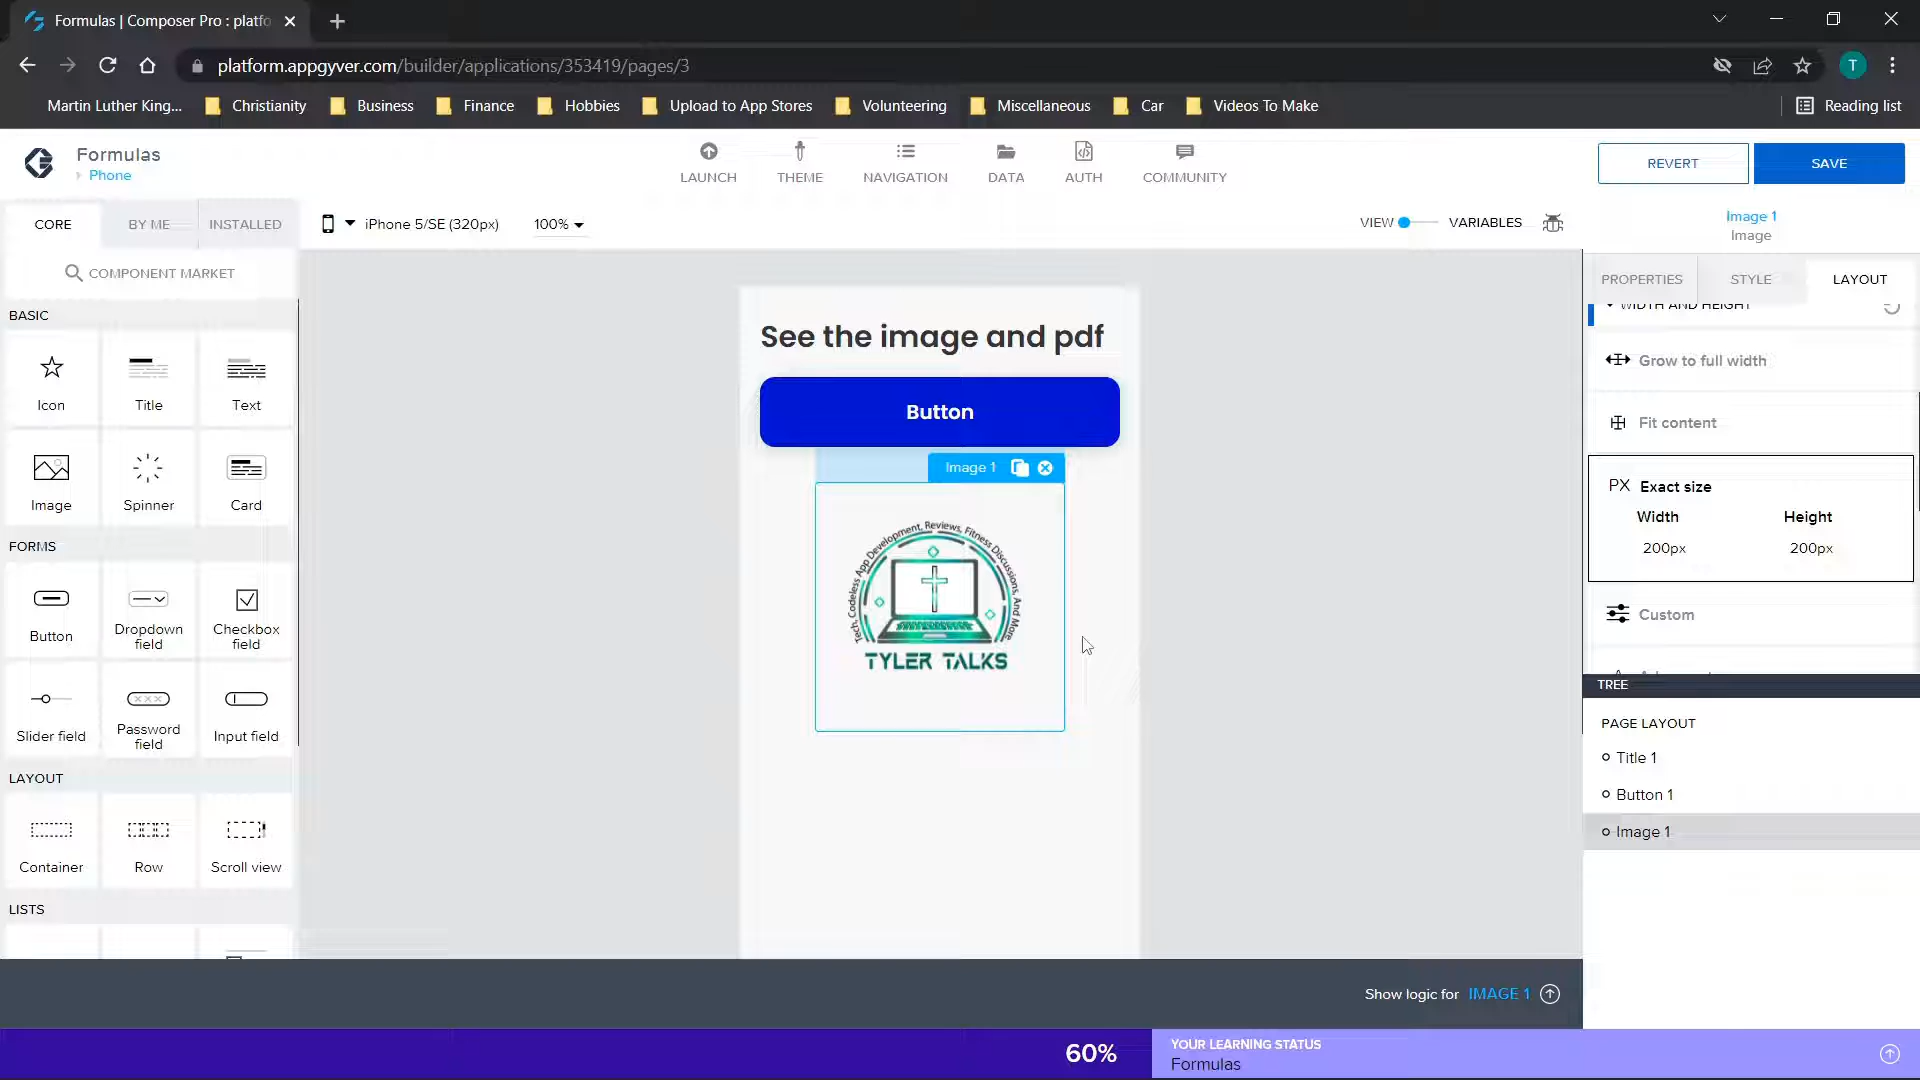 Formulas | Composer Pro : platfo
platform.appgyver.com/builder/applications/353419/pages/3
T
Martin Luther King...
Christianity
Business
Finance
Hobbies
Upload to App Stores
Volunteering
Miscellaneous
Car
Videos To Make
Reading list
Formulas
Phone
LAUNCH
THEME
NAVIGATION
DATA
AUTH
COMMUNITY
REVERT
SAVE
CORE
BY ME
INSTALLED
iPhone 5/SE (320px)
100%
VIEW
VARIABLES
Image 1
Image
COMPONENT MARKET
PROPERTIES
STYLE
LAYOUT
BASIC
Icon
Title
Text
Image
Spinner
Card
FORMS
Button
Dropdown
field
Checkbox
field
Slider field
Password
field
Input field
LAYOUT
Container
Row
Scroll view
LISTS
See the image and pdf
Button
Image 1
Tech, Codeless App Development, Reviews, Fitness Discussions, And More
TYLER TALKS
WIDTH AND HEIGHT
Grow to full width
Fit content
PX Exact size
Width
Height
200px
200px
Custom
TREE
PAGE LAYOUT
Title 1
Button 1
Image 1
Show logic for IMAGE 1
60%
YOUR LEARNING STATUS
Formulas